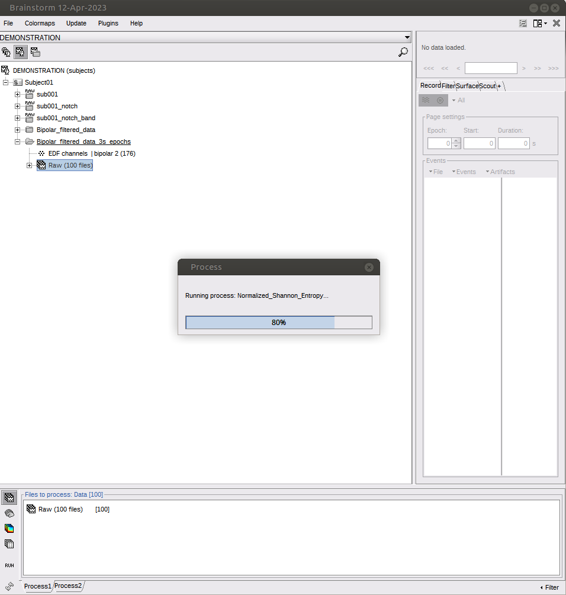 Brainstorm 12-Apr-2023
File Colormaps Update Plugins Help
DEMONSTRATION
No data loaded.
<<< << < > >> >>>
DEMONSTRATION (subjects)
Subject01
sub001
sub001_notch
sub001_notch_band
Bipolar_filtered_data
Bipolar_filtered_data_3s_epochs
EDF channels | bipolar 2 (176)
Raw (100 files)
Record Filter Surface Scout +
All
Page settings
Epoch: Start: Duration:
0 0 0 s
Events
File Events Artifacts
Process
Running process: Normalized_Shannon_Entropy...
80%
Files to process: Data [100]
Raw (100 files) [100]
RUN
Process1 Process2
Filter